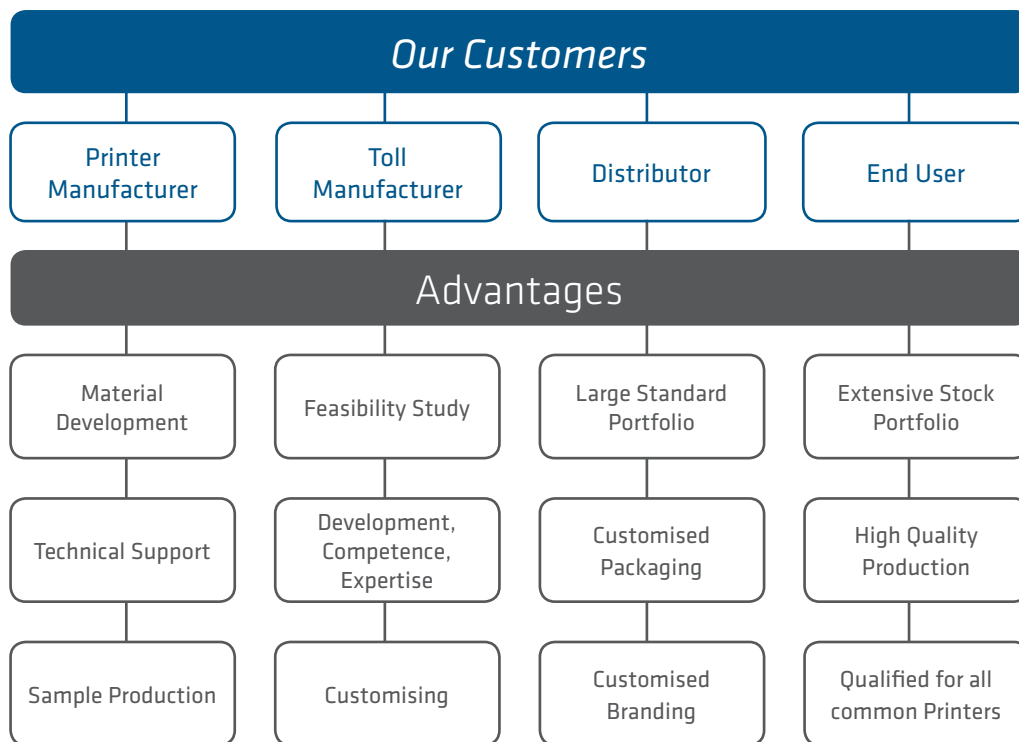 Our Customers
Printer
Manufacturer
Toll
Manufacturer
Distributor
End User
Advantages
Material
Development
Feasibility Study
Large Standard
Portfolio
Extensive Stock
Portfolio
Technical Support
Development,
Competence,
Expertise
Customised
Packaging
High Quality
Production
Sample Production
Customising
Customised
Branding
Qualified for all
common Printers